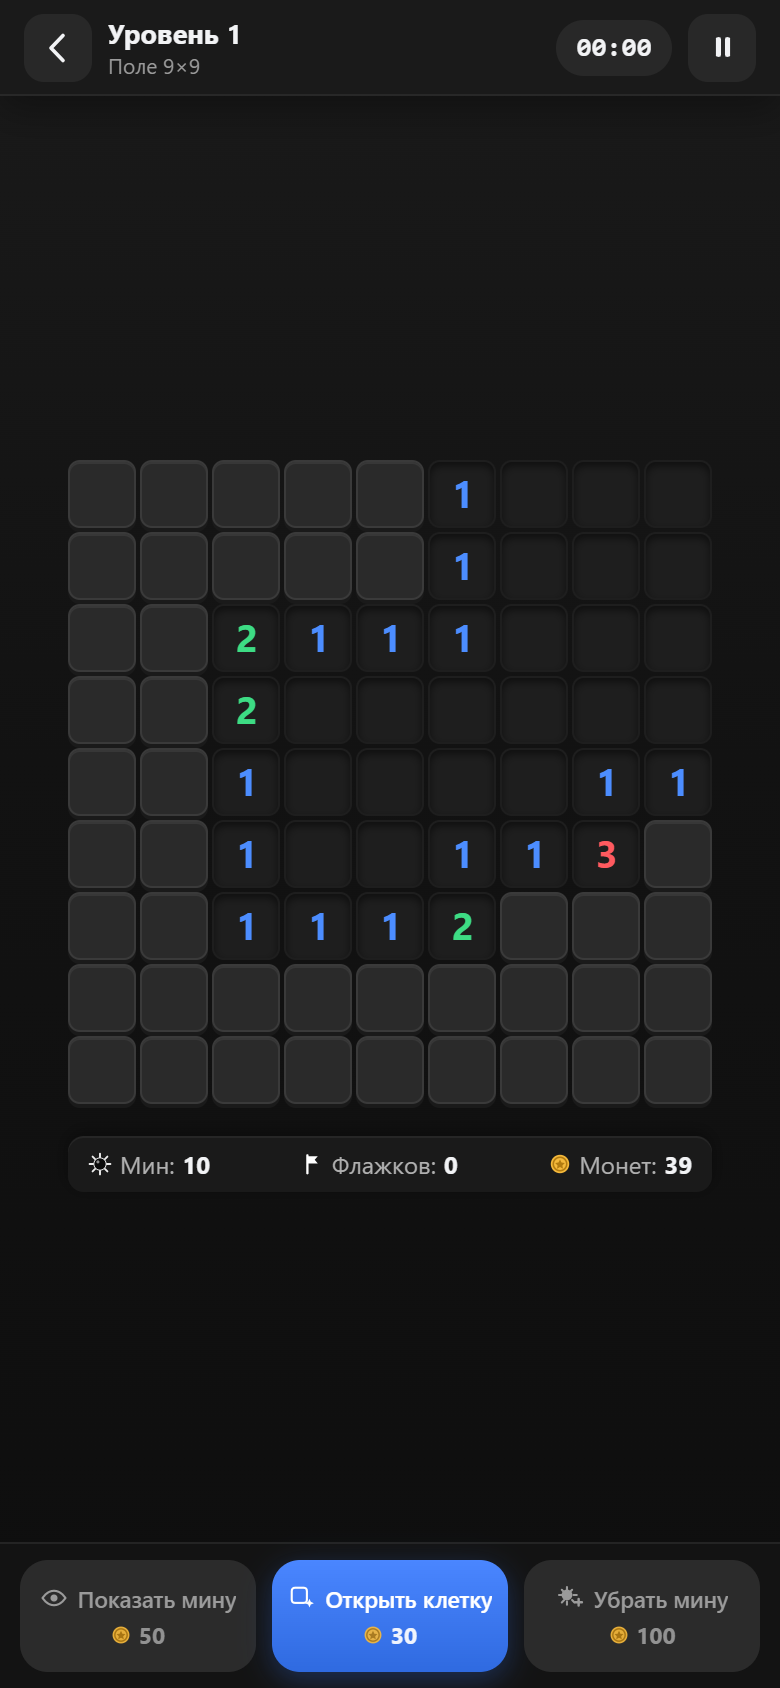 Уровень 1
Поле 9×9
00:00
1
1
2 1 1 1
2
1 1 1
1 1 1 3
1 1 1 2
Мин: 10 Флажков: 0 Монет: 39
Показать мину Открыть клетку Убрать мину
50 30 100